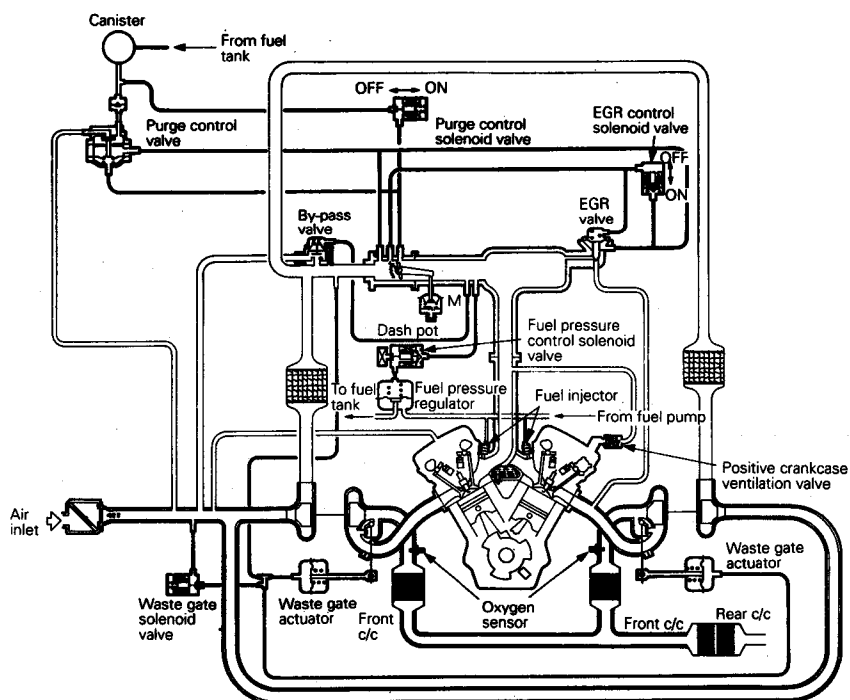 Canister
From fuel
tank
OFF ON
EGR control
solenoid valve
Purge control
valve
Purge control
solenoid valve
OFF
ON
EGR
valve
By-pass
valve
M
Dash pot
Fuel pressure
control solenoid
valve
To fuel
tank
Fuel pressure
regulator
Fuel injector
From fuel pump
Positive crankcase
ventilation valve
Air
inlet
Waste gate
actuator
Waste gate
solenoid
valve
Waste gate
actuator
Front
c/c
Oxygen
sensor
Front c/c
Rear c/c